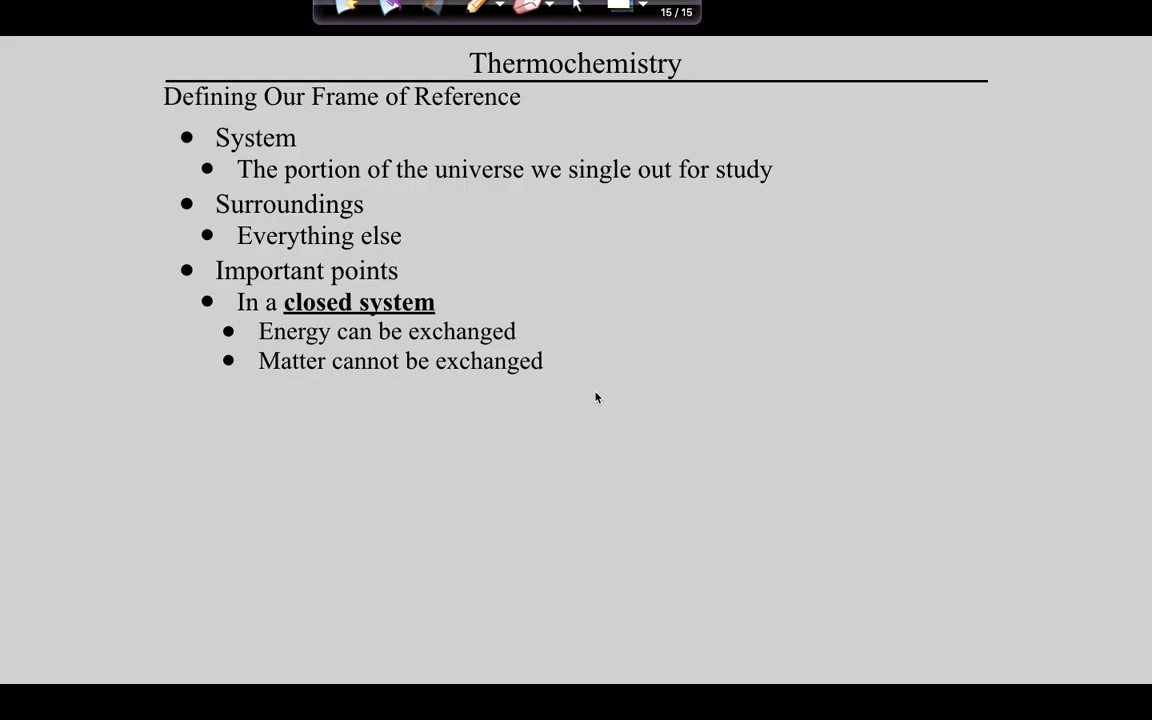 15 / 15
Thermochemistry
Defining Our Frame of Reference
● System
● The portion of the universe we single out for study
● Surroundings
● Everything else
● Important points
● In a closed system
● Energy can be exchanged
● Matter cannot be exchanged